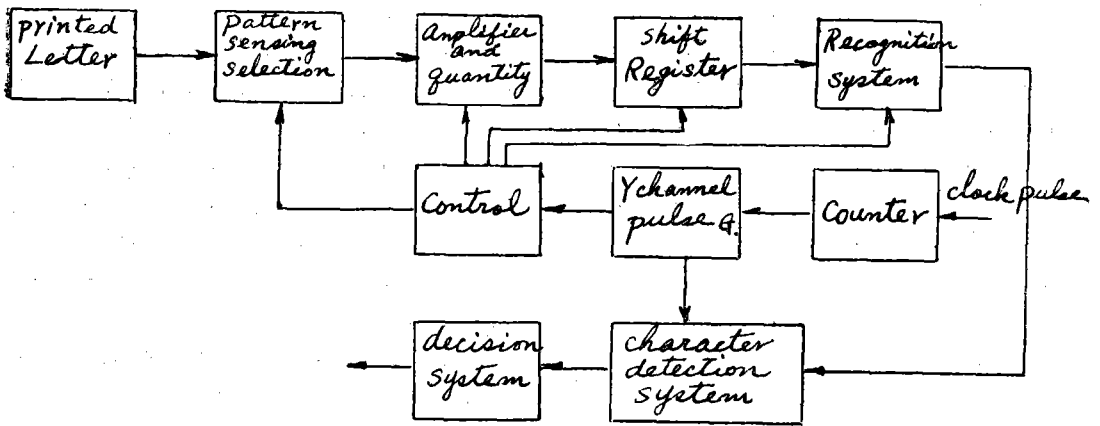 printed
Letter
pattern
sensing
selection
Amplifier
and
quantity
shift
Register
Recognition
system
Control
Y channel
pulse G.
Counter
clock pulse
decision
system
character
detection
system